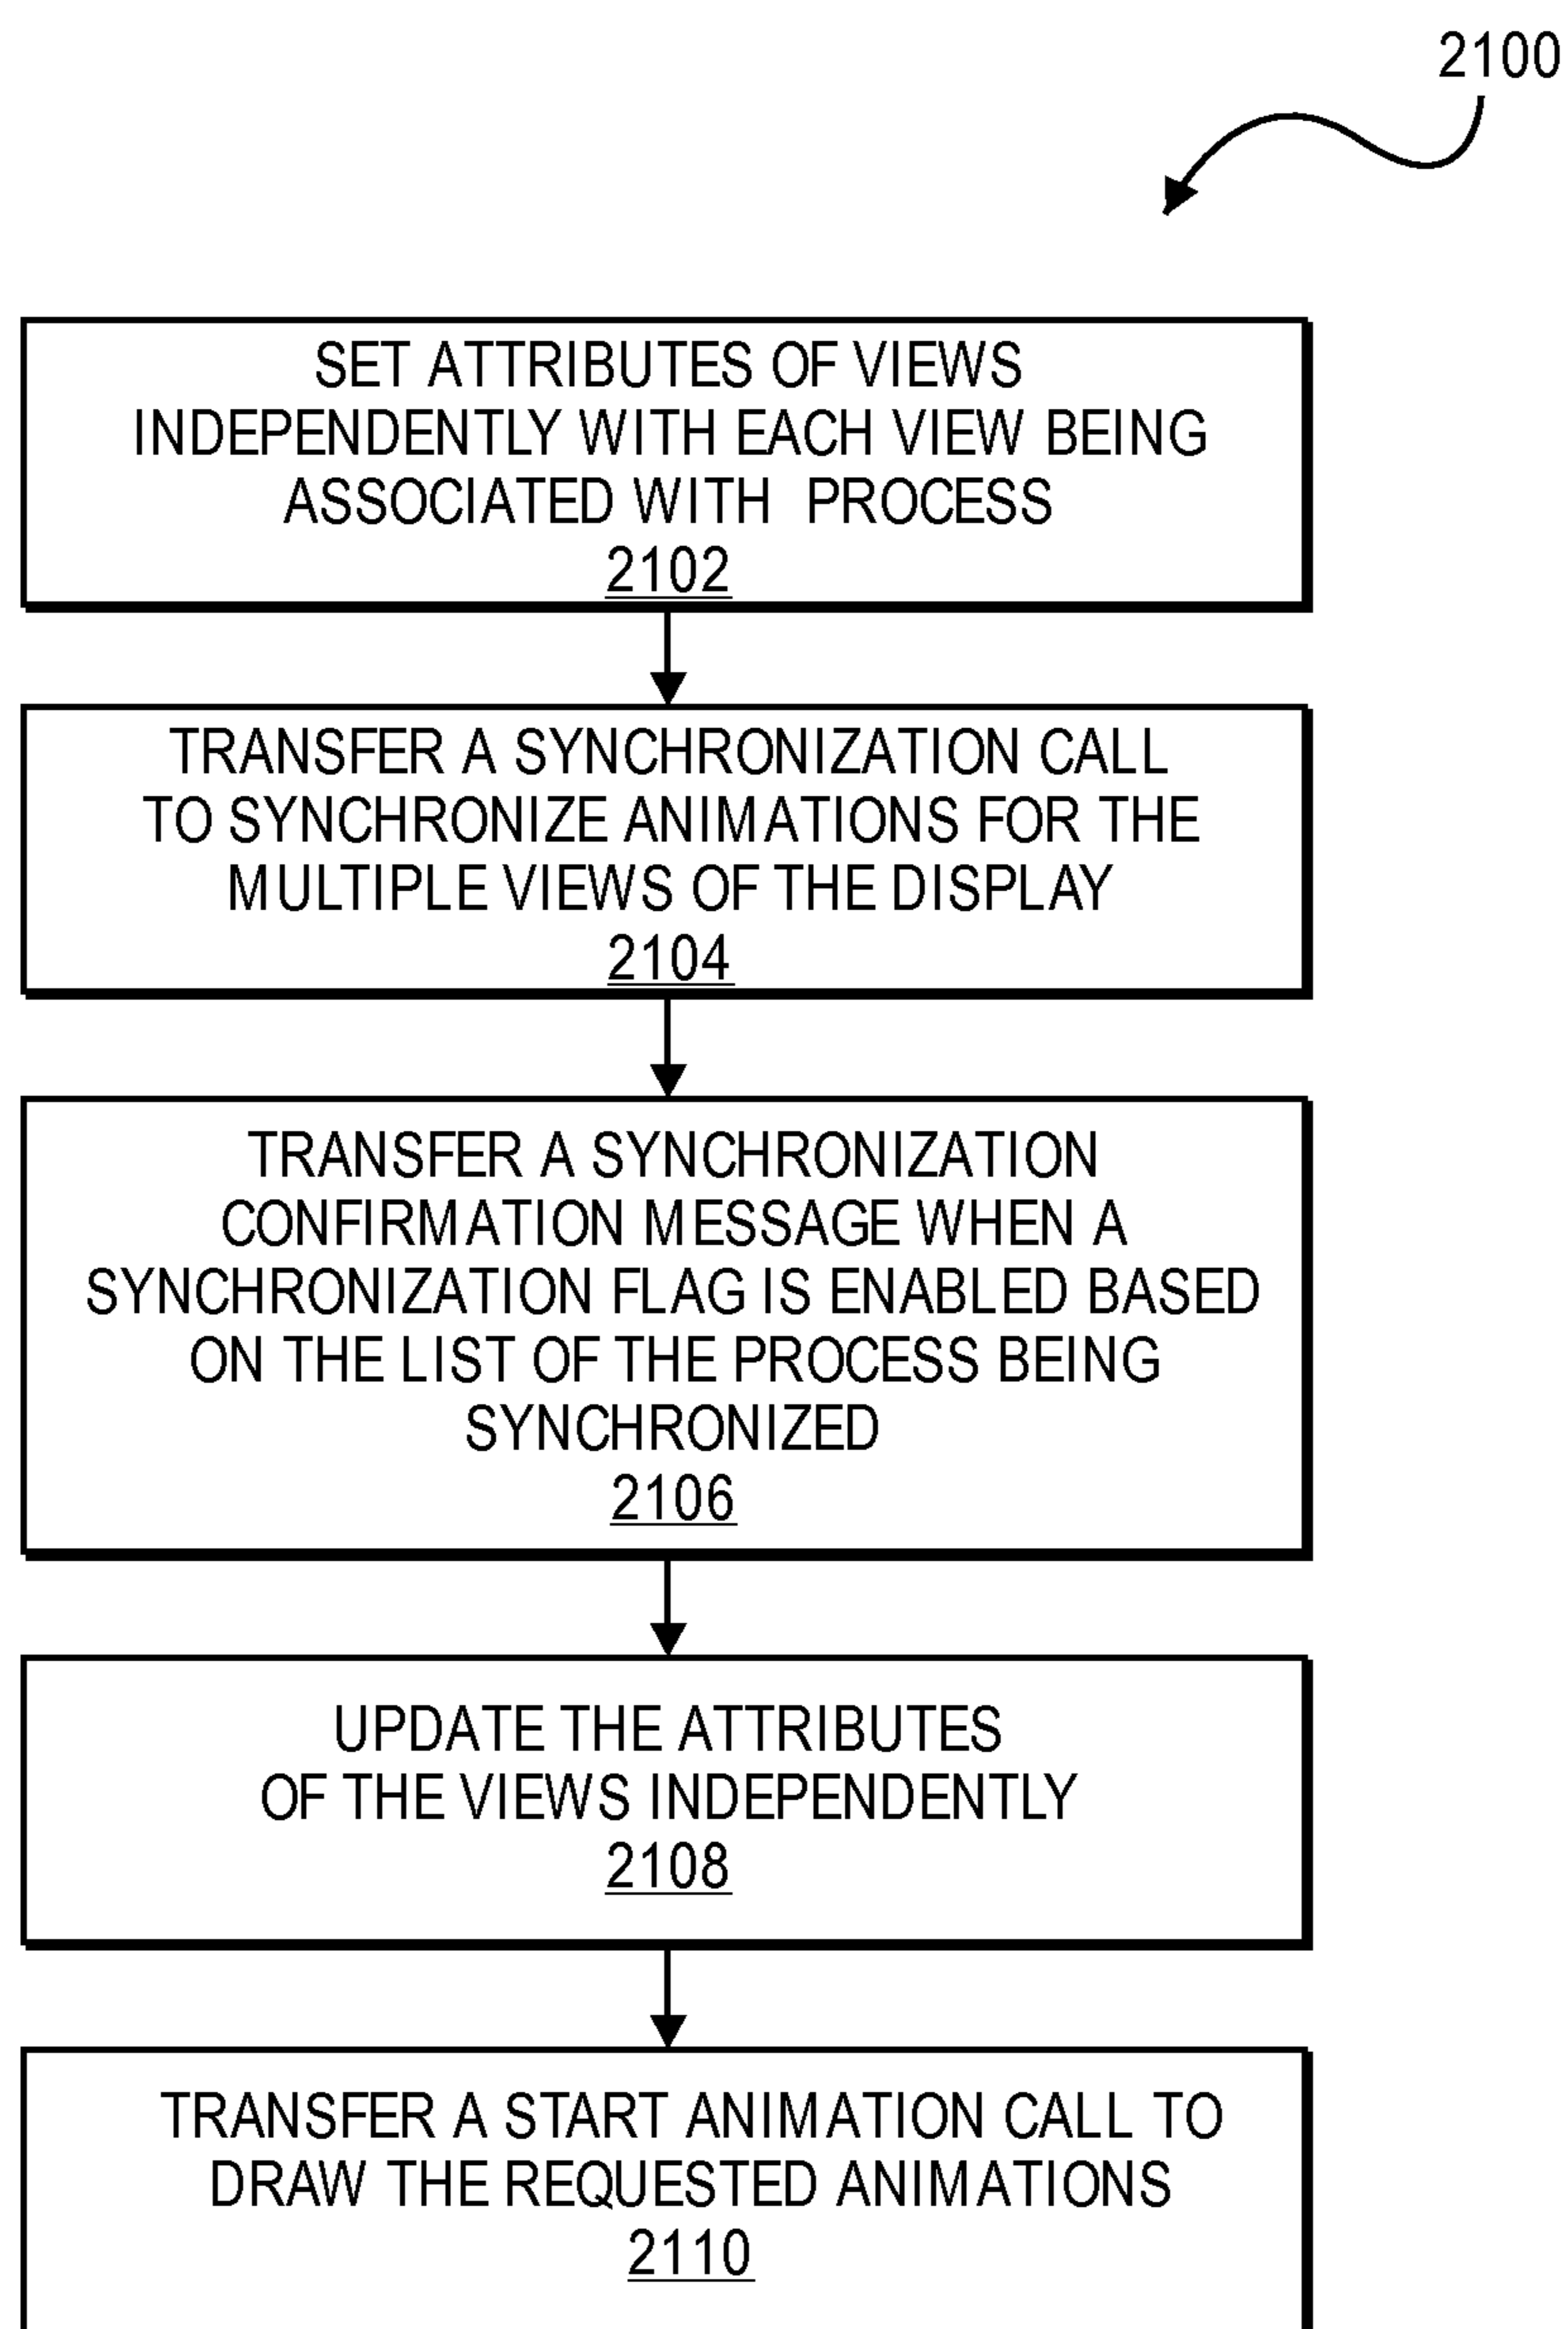 2100
SET ATTRIBUTES OF VIEWS
INDEPENDENTLY WITH EACH VIEW BEING
ASSOCIATED WITH PROCESS
2102
TRANSFER A SYNCHRONIZATION CALL
TO SYNCHRONIZE ANIMATIONS FOR THE
MULTIPLE VIEWS OF THE DISPLAY
2104
TRANSFER A SYNCHRONIZATION
CONFIRMATION MESSAGE WHEN A
SYNCHRONIZATION FLAG IS ENABLED BASED
ON THE LIST OF THE PROCESS BEING
SYNCHRONIZED
2106
UPDATE THE ATTRIBUTES
OF THE VIEWS INDEPENDENTLY
2108
TRANSFER A START ANIMATION CALL TO
DRAW THE REQUESTED ANIMATIONS
2110